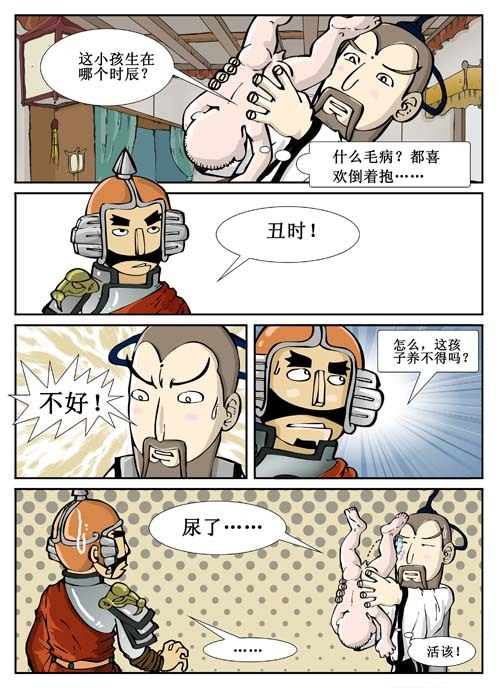 这小孩生在
哪个时辰？
什么毛病？都喜
欢倒着抱……
丑时！
不好！
怎么，这孩
子养不得吗？
尿了……
……
活该！